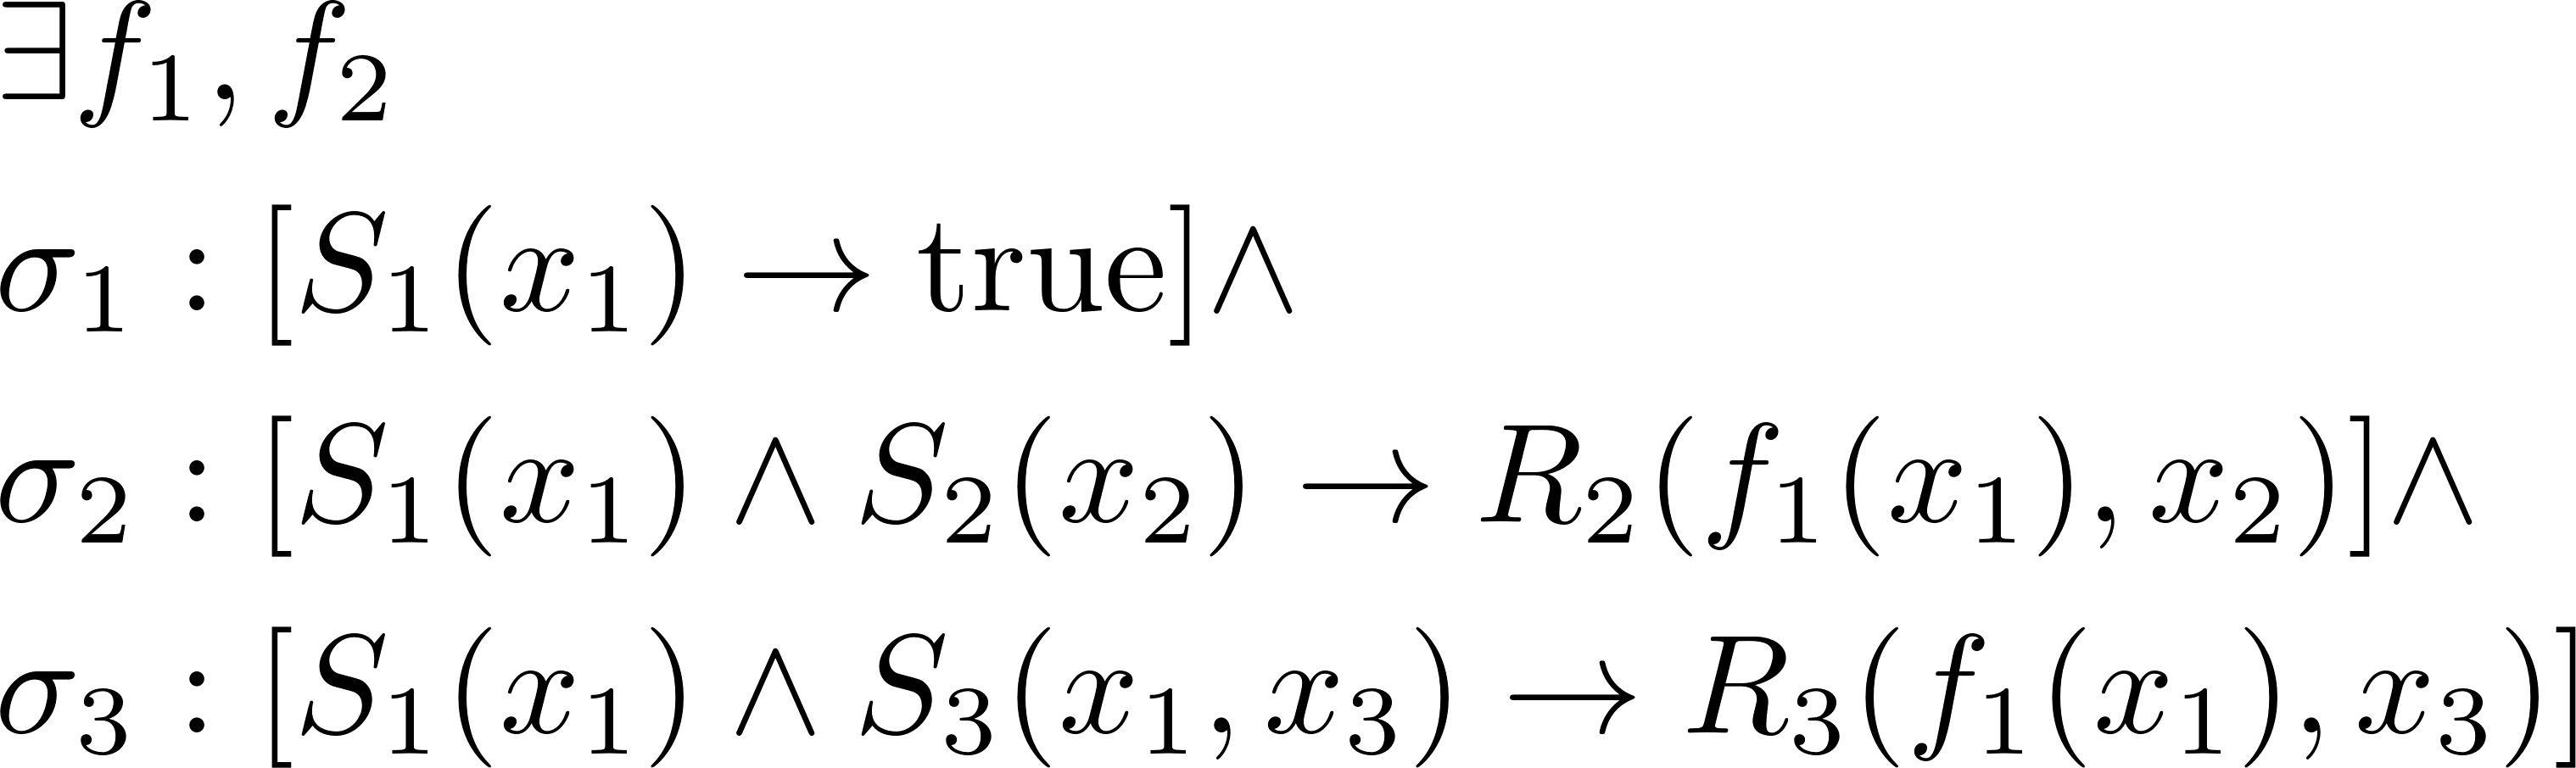 ∃f₁, f₂
σ₁ : [S₁(x₁) → true]∧
σ₂ : [S₁(x₁) ∧ S₂(x₂) → R₂(f₁(x₁), x₂)]∧
σ₃ : [S₁(x₁) ∧ S₃(x₁, x₃) → R₃(f₁(x₁), x₃)]